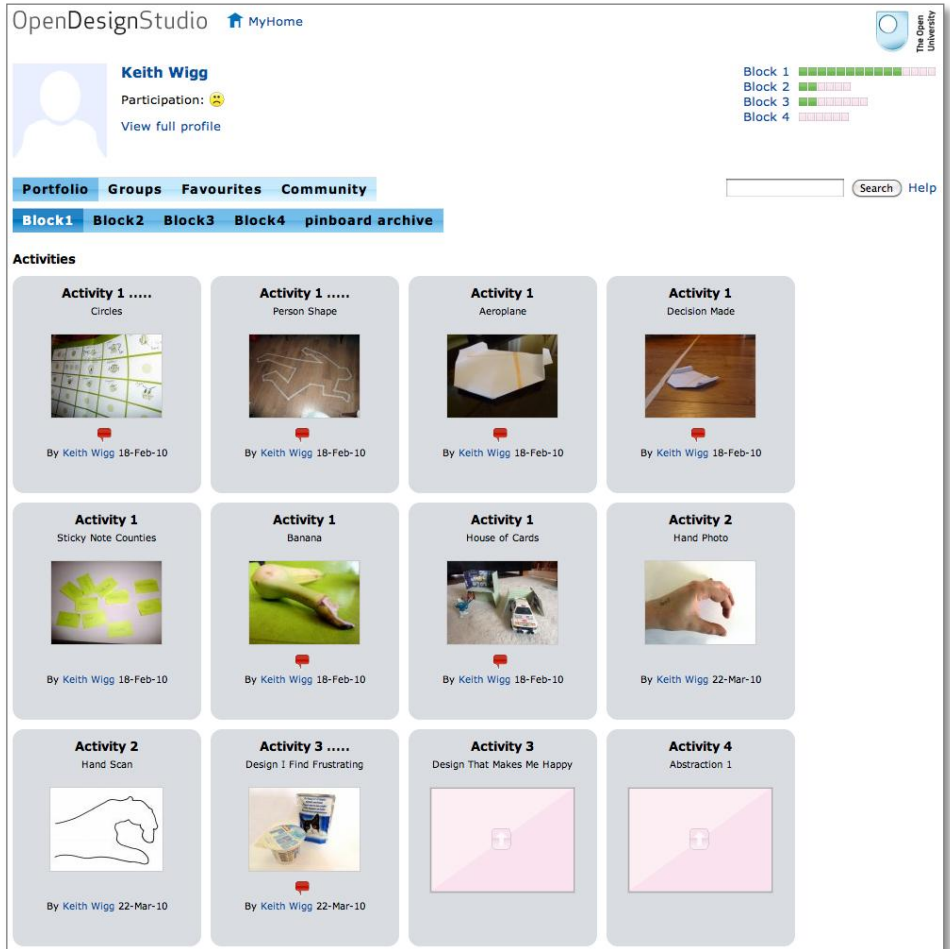 OpenDesignStudio MyHome
The Open
University
Keith Wigg
Participation:
View full profile
Block 1
Block 2
Block 3
Block 4
Portfolio Groups Favourites Community
Search Help
Block1 Block2 Block3 Block4 pinboard archive
Activities
Activity 1 ..... Activity 1 ..... Activity 1 Activity 1
Circles Person Shape Aeroplane Decision Made
By Keith Wigg 18-Feb-10 By Keith Wigg 18-Feb-10 By Keith Wigg 18-Feb-10 By Keith Wigg 18-Feb-10
Activity 1 Activity 1 Activity 1 Activity 2
Sticky Note Counties Banana House of Cards Hand Photo
By Keith Wigg 18-Feb-10 By Keith Wigg 18-Feb-10 By Keith Wigg 18-Feb-10 By Keith Wigg 22-Mar-10
Activity 2 Activity 3 ..... Activity 3 Activity 4
Hand Scan Design I Find Frustrating Design That Makes Me Happy Abstraction 1
By Keith Wigg 22-Mar-10 By Keith Wigg 22-Mar-10